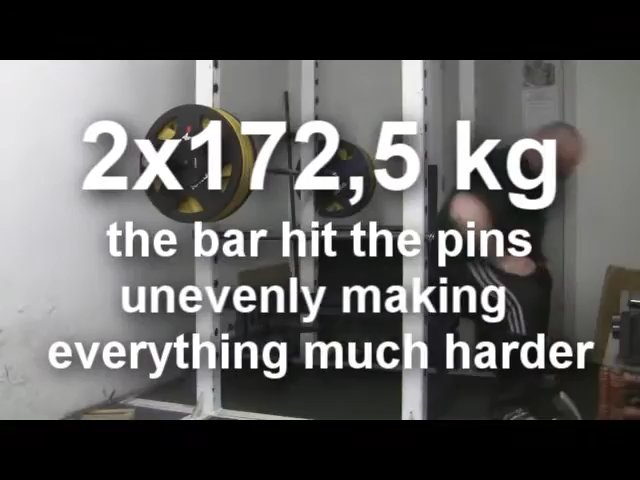 2x172,5 kg
the bar hit the pins
unevenly making
everything much harder